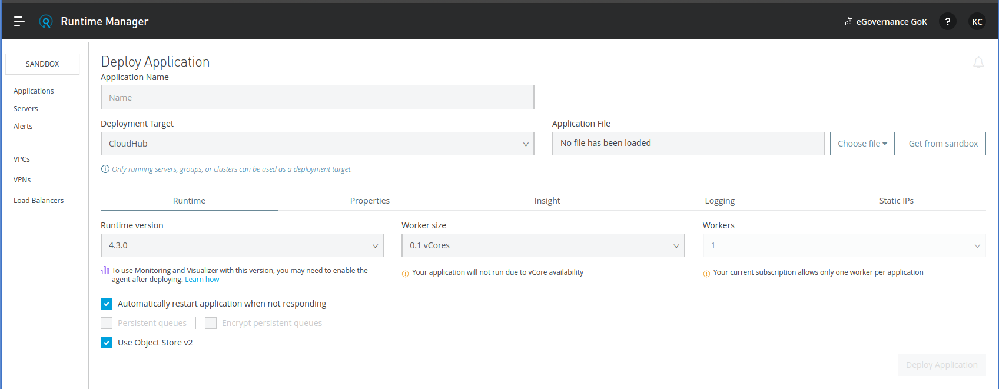 Runtime Manager
eGovernance GoK
?
KC
SANDBOX
Applications
Servers
Alerts
VPCs
VPNs
Load Balancers
Deploy Application
Application Name
Name
Deployment Target
Application File
CloudHub
No file has been loaded
Choose file
Get from sandbox
Only running servers, groups, or clusters can be used as a deployment target.
Runtime
Properties
Insight
Logging
Static IPs
Runtime version
Worker size
Workers
4.3.0
0.1 vCores
1
To use Monitoring and Visualizer with this version, you may need to enable the
agent after deploying. Learn how
Your application will not run due to vCore availability
Your current subscription allows only one worker per application
Automatically restart application when not responding
Persistent queues
Encrypt persistent queues
Use Object Store v2
Deploy Application